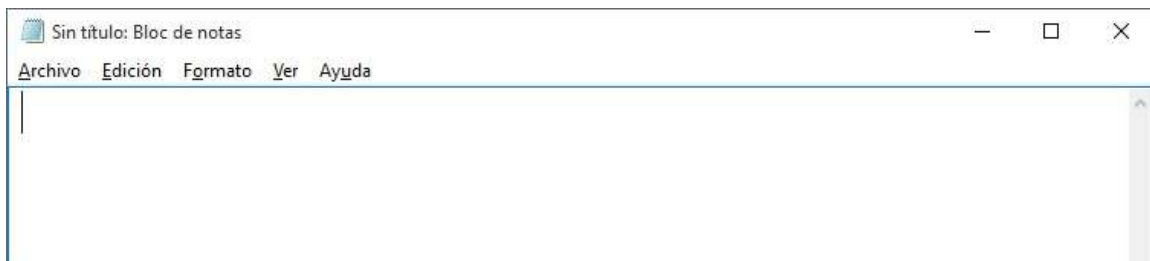 Sin título: Bloc de notas
Archivo Edición Formato Ver Ayuda